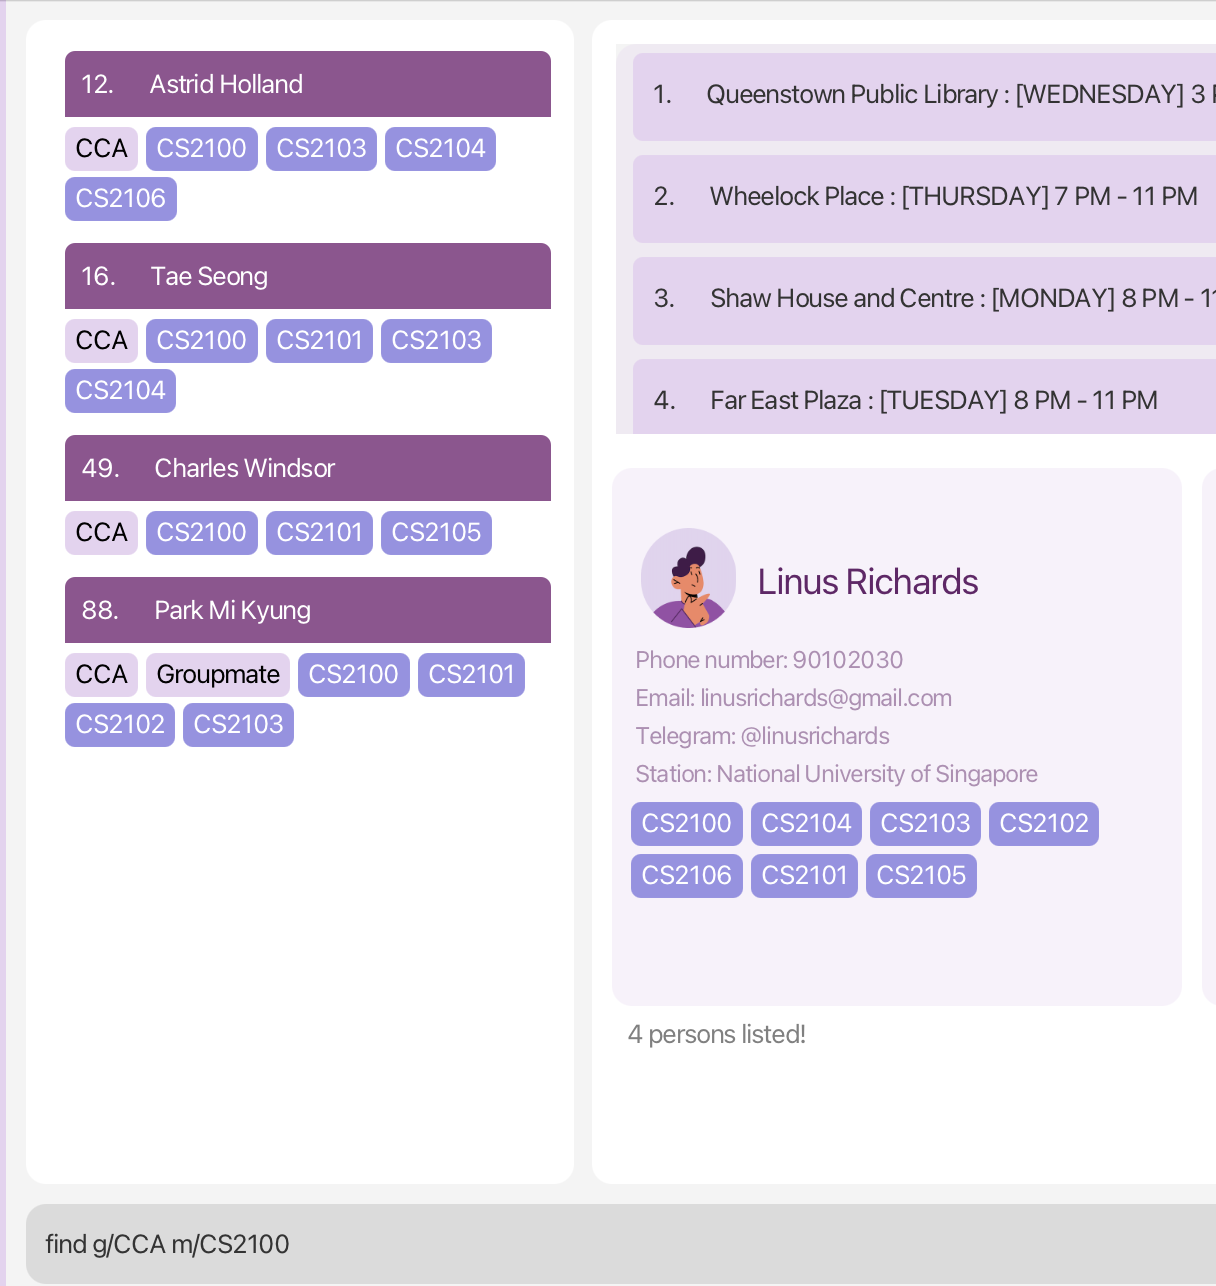 12. Astrid Holland
CCA CS2100 CS2103 CS2104
CS2106
16. Tae Seong
CCA CS2100 CS2101 CS2103
CS2104
49. Charles Windsor
CCA CS2100 CS2101 CS2105
88. Park Mi Kyung
CCA Groupmate CS2100 CS2101
CS2102 CS2103
1. Queenstown Public Library : [WEDNESDAY] 3
2. Wheelock Place : [THURSDAY] 7 PM - 11 PM
3. Shaw House and Centre : [MONDAY] 8 PM -
4. Far East Plaza : [TUESDAY] 8 PM - 11 PM
Linus Richards
Phone number: 90102030
Email: linusrichards@gmail.com
Telegram: @linusrichards
Station: National University of Singapore
CS2100 CS2104 CS2103 CS2102
CS2106 CS2101 CS2105
4 persons listed!
find g/CCA m/CS2100